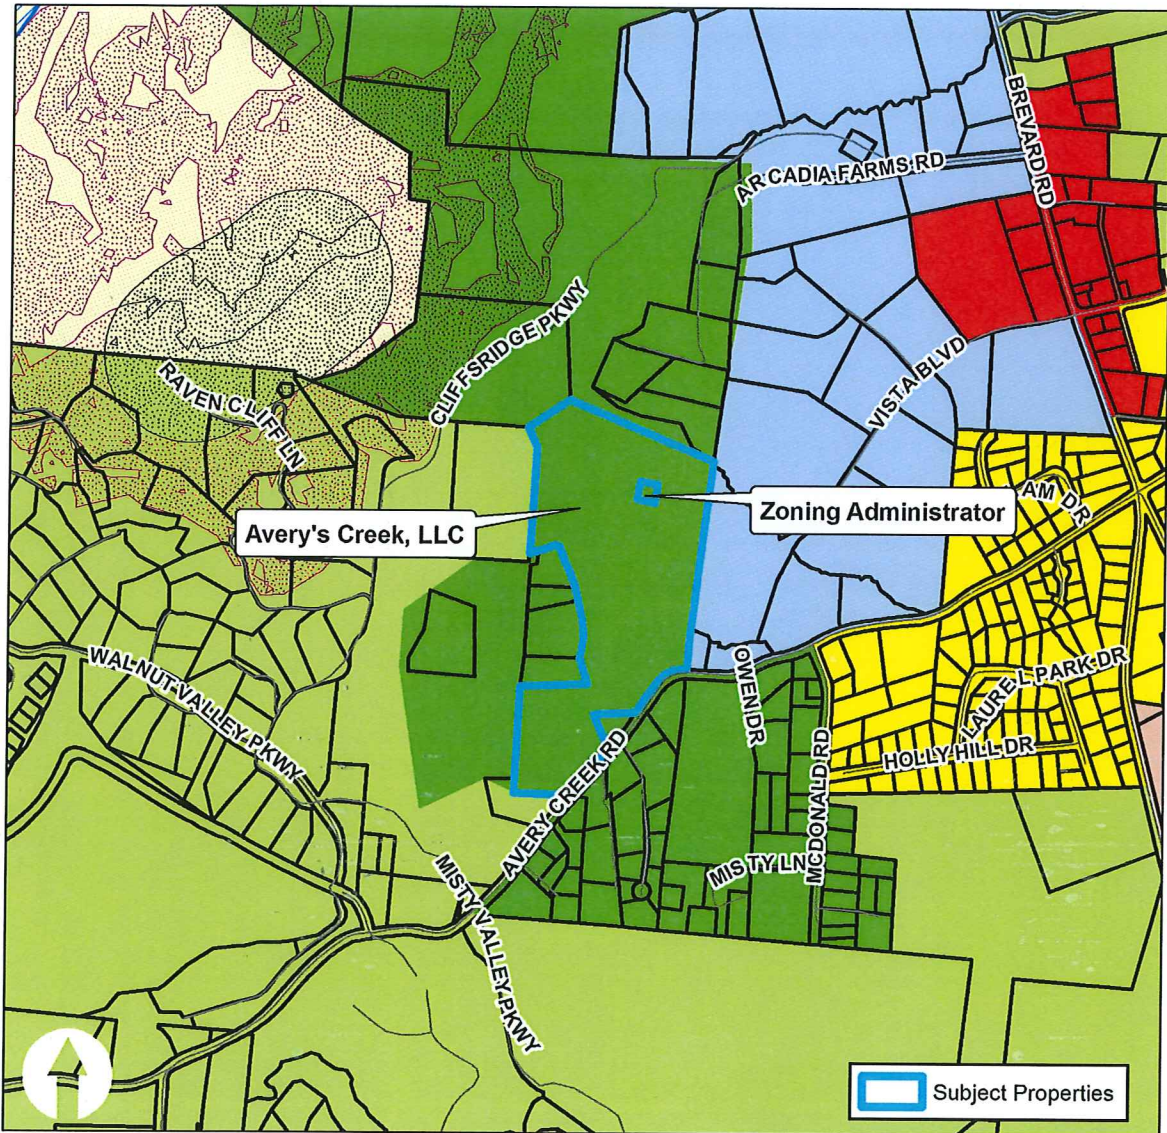 BREVARD RD
ARCADIA FARMS RD
CLIFFSRIDGE PKWY
RAVEN CLIFF LN
VISTA BLVD
AM DR
Avery's Creek, LLC
Zoning Administrator
WALNUT VALLEY PKWY
OWEN DR
LAUREL PARK DR
HOLLY HILL DR
MCDONALD RD
AVERY CREEK RD
MISTY LN
MISTY VALLEY PKWY
Subject Properties